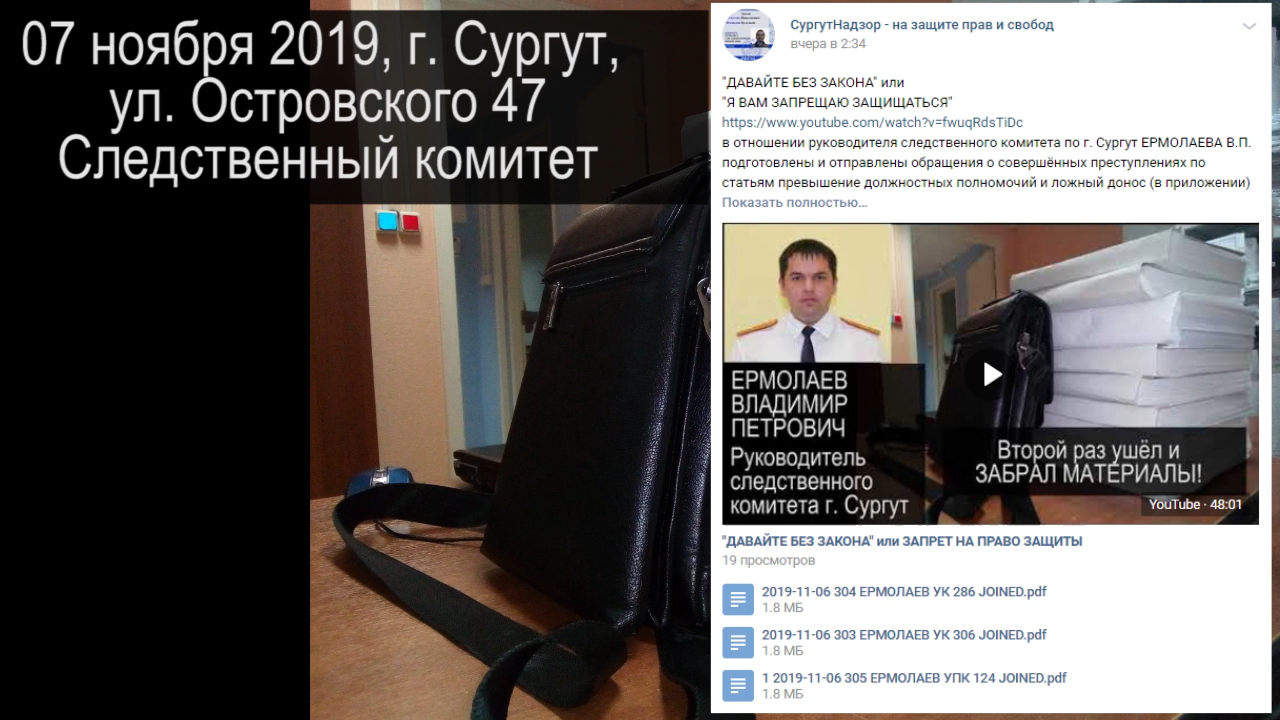 07 ноября 2019, г. Сургут,
ул. Островского 47
Следственный комитет
СургутНадзор - на защите прав и свобод
вчера в 2:34
"ДАВАЙТЕ БЕЗ ЗАКОНА" или
"Я ВАМ ЗАПРЕЩАЮ ЗАЩИЩАТЬСЯ"
https://www.youtube.com/watch?v=fwuqRdsTiDc
в отношении руководителя следственного комитета по г. Сургут ЕРМОЛАЕВА В.П.
подготовлены и отправлены обращения о совершённых преступлениях по
статьям превышение должностных полномочий и ложный донос (в приложении)
Показать полностью...
ЕРМОЛАЕВ
ВЛАДИМИР
ПЕТРОВИЧ
Руководитель
следственного
комитета г. Сургут
Второй раз ушёл и
ЗАБРАЛ МАТЕРИАЛЫ!
YouTube · 48:01
"ДАВАЙТЕ БЕЗ ЗАКОНА" или ЗАПРЕТ НА ПРАВО ЗАЩИТЫ
19 просмотров
2019-11-06 304 ЕРМОЛАЕВ УК 286 JOINED.pdf
1.8 МБ
2019-11-06 303 ЕРМОЛАЕВ УК 306 JOINED.pdf
1.8 МБ
1 2019-11-06 305 ЕРМОЛАЕВ УПК 124 JOINED.pdf
1.8 МБ